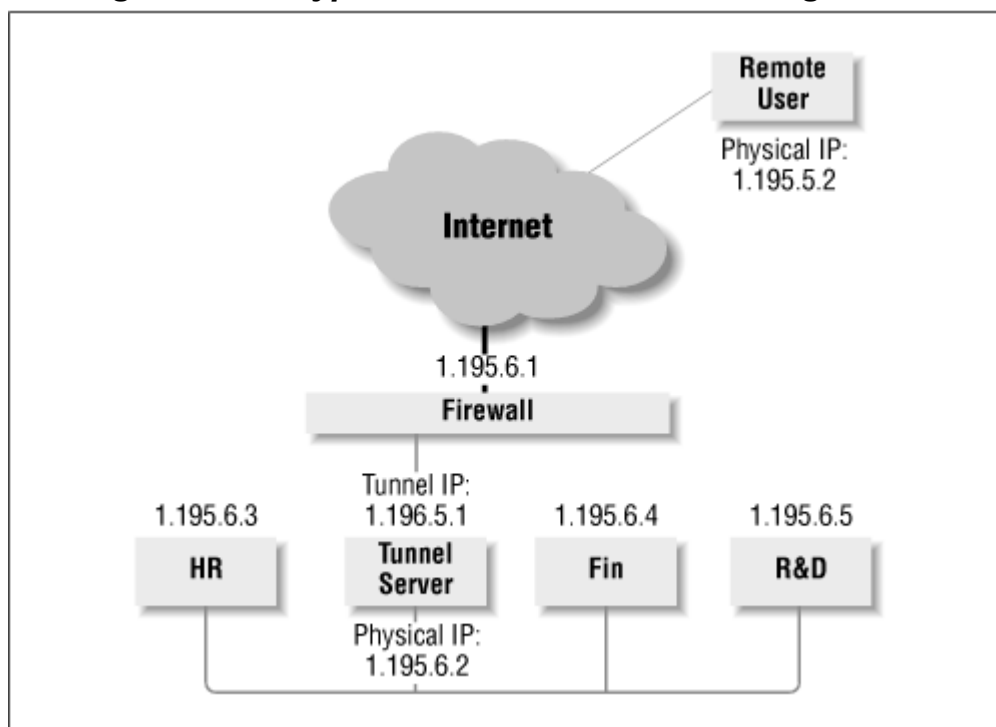 Remote
User
Physical IP:
1.195.5.2
Internet
1.195.6.1
Firewall
Tunnel IP:
1.195.6.3
1.196.5.1
1.195.6.4
1.195.6.5
HR
Tunnel
Server
Fin
R&D
Physical IP:
1.195.6.2